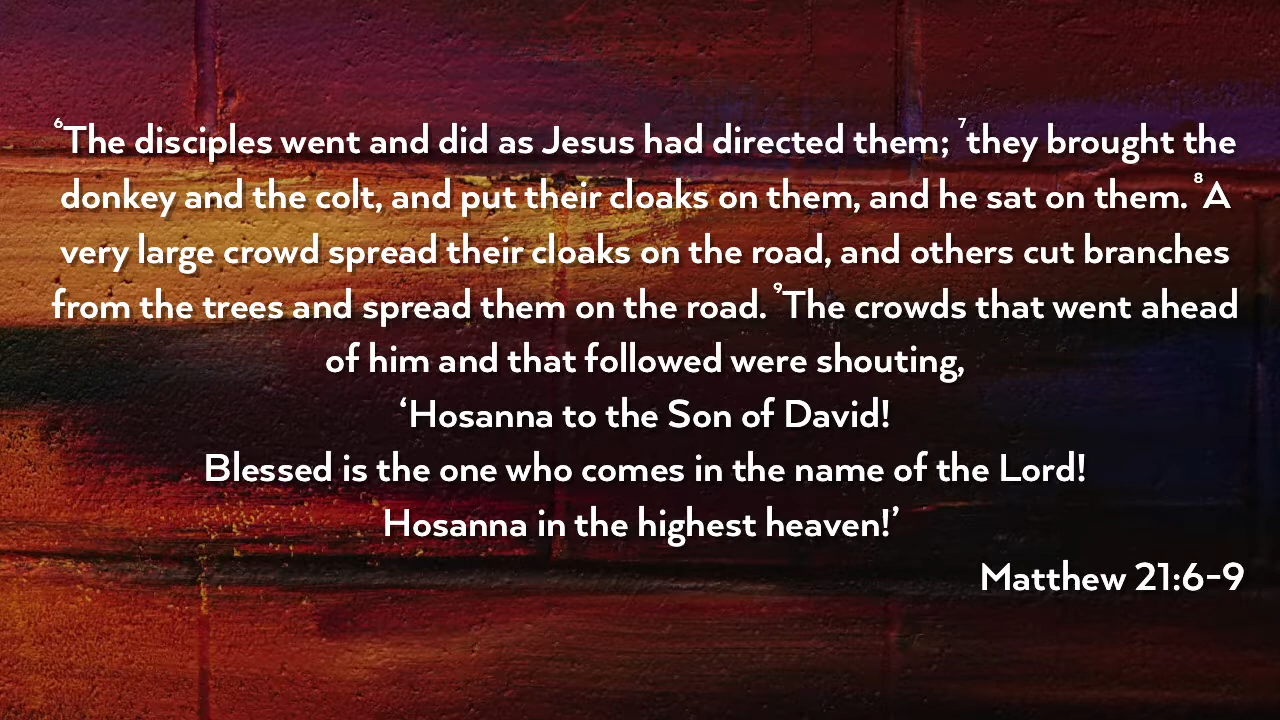 ⁶The disciples went and did as Jesus had directed them; ⁷they brought the
donkey and the colt, and put their cloaks on them, and he sat on them. ⁸A
very large crowd spread their cloaks on the road, and others cut branches
from the trees and spread them on the road. ⁹The crowds that went ahead
of him and that followed were shouting,
‘Hosanna to the Son of David!
Blessed is the one who comes in the name of the Lord!
Hosanna in the highest heaven!’
Matthew 21:6-9